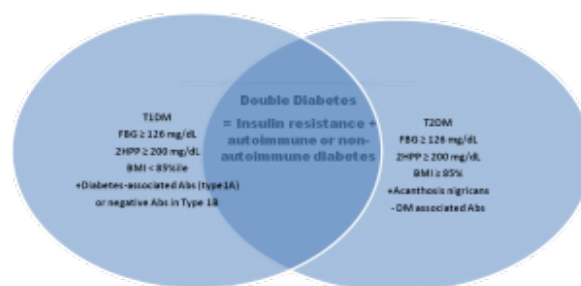 T1DM
FBG ≥ 126 mg/dL
2HPP ≥ 200 mg/dL
BMI < 85%ile
+Diabetes-associated Abs (type1A)
or negative Abs in Type 1B
Double Diabetes
= Insulin resistance +
autoimmune or non-
autoimmune diabetes
T2DM
FBG ≥ 126 mg/dL
2HPP ≥ 200 mg/dL
BMI ≥ 85%
+Acanthosis nigricans
- DM associated Abs